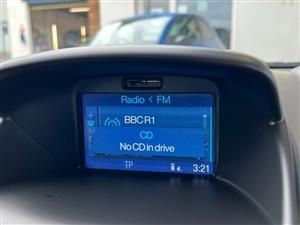 Radio < FM
BBC R1
CD
No CD in drive
TP 3:21